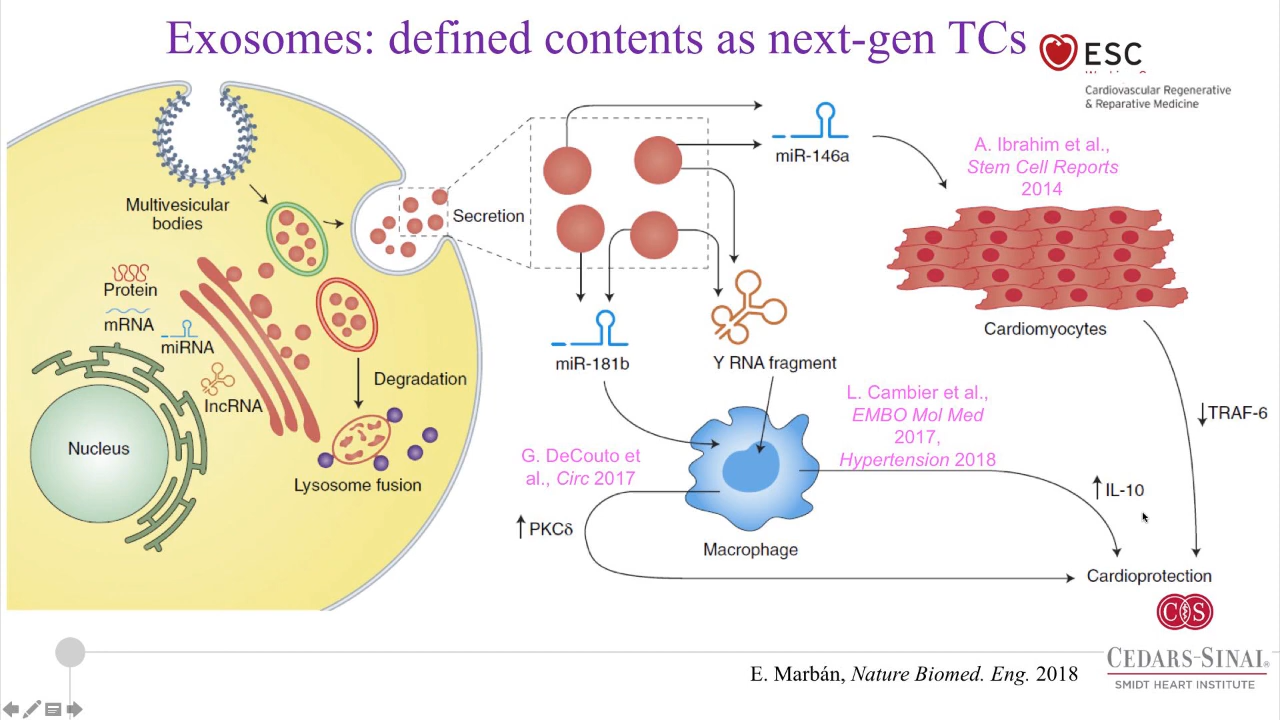 Exosomes: defined contents as next-gen TCs
ESC
Cardiovascular Regenerative
& Reparative Medicine
Multivesicular
bodies
Secretion
Protein
mRNA
miRNA
lncRNA
Nucleus
Degradation
Lysosome fusion
miR-146a
A. Ibrahim et al.,
Stem Cell Reports
2014
Cardiomyocytes
miR-181b
Y RNA fragment
L. Cambier et al.,
EMBO Mol Med
2017,
Hypertension 2018
↓TRAF-6
G. DeCouto et
al., Circ 2017
↑IL-10
↑PKCδ
Macrophage
Cardioprotection
CS
E. Marbán, Nature Biomed. Eng. 2018
CEDARS-SINAI®
SMIDT HEART INSTITUTE